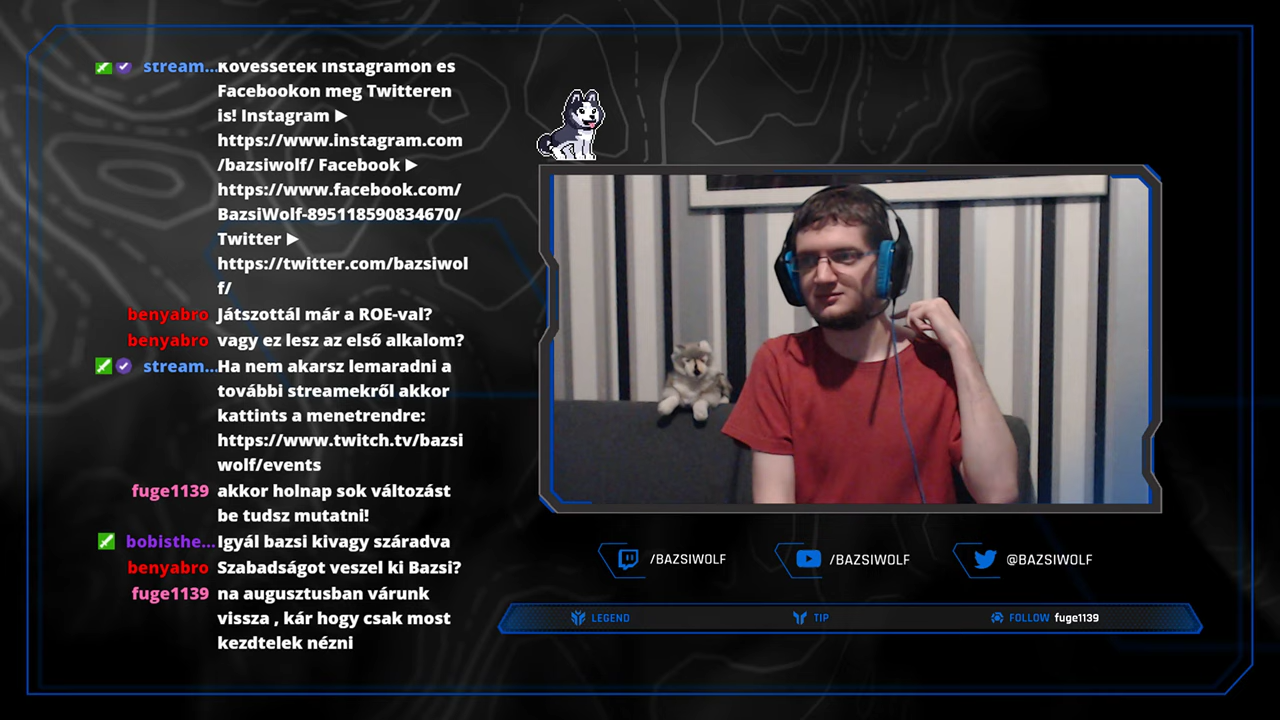 stream... Kövessetek Instagramon és
Facebookon meg Twitteren
is! Instagram ▶
https://www.instagram.com
/bazsiwolf/ Facebook ▶
https://www.facebook.com/
BazsiWolf-895118590834670/
Twitter ▶
https://twitter.com/bazsiwol
f/
benyabro Játszottál már a ROE-val?
benyabro vagy ez lesz az első alkalom?
stream... Ha nem akarsz lemaradni a
további streamekről akkor
kattints a menetrendre:
https://www.twitch.tv/bazsi
wolf/events
fuge1139 akkor holnap sok változást
be tudsz mutatni!
bobisthe... Igyál bazsi kivagy száradva
benyabro Szabadságot veszel ki Bazsi?
fuge1139 na augusztusban várunk
vissza , kár hogy csak most
kezdtelek nézni
/BAZSIWOLF
/BAZSIWOLF
@BAZSIWOLF
LEGEND
TIP
FOLLOW fuge1139